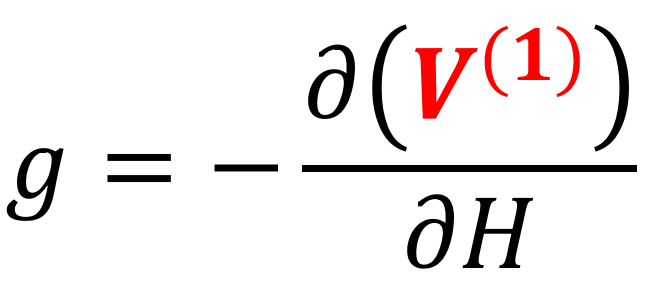 g = − ∂(V⁽¹⁾) / ∂H